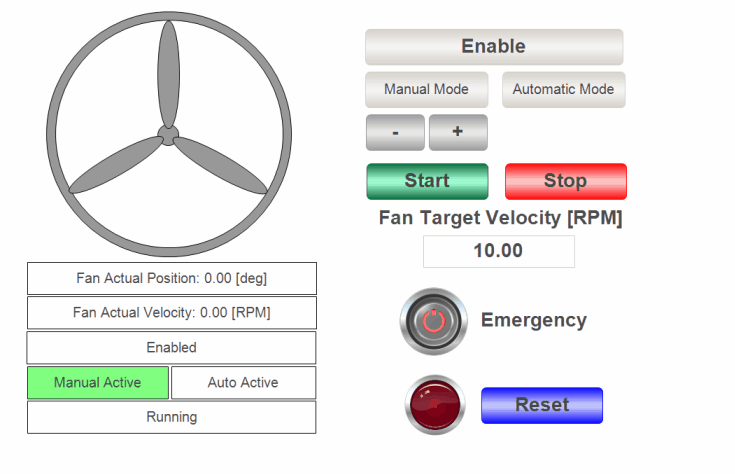 Enable
Manual Mode
Automatic Mode
-
+
Start
Stop
Fan Target Velocity [RPM]
10.00
Fan Actual Position: 0.00 [deg]
Fan Actual Velocity: 0.00 [RPM]
Enabled
Manual Active
Auto Active
Running
Emergency
Reset